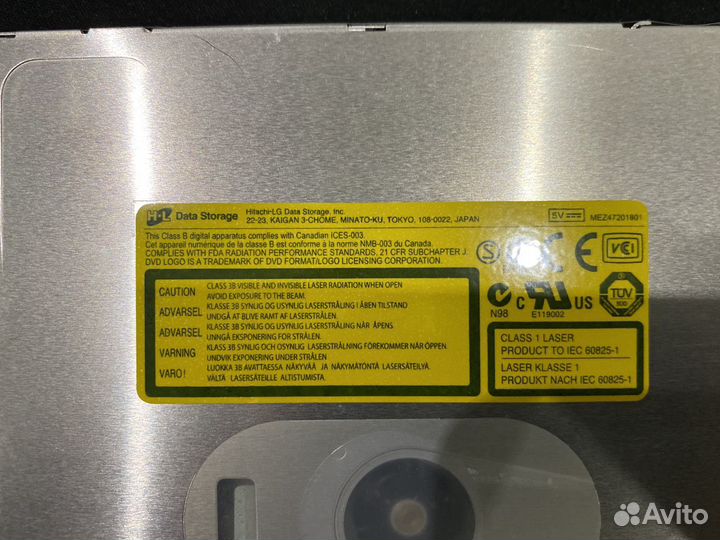 H·L Data Storage
Hitachi-LG Data Storage, Inc.
22-23, KAIGAN 3-CHOME, MINATO-KU, TOKYO, 108-0022, JAPAN
5V
MEZ47201801
This Class B digital apparatus complies with Canadian ICES-003.
Cet appareil numérique de la classe B est conforme à la norme NMB-003 du Canada.
COMPLIES WITH FDA RADIATION PERFORMANCE STANDARDS, 21 CFR SUBCHAPTER J.
DVD LOGO IS A TRADEMARK OF DVD FORMAT/LOGO LICENSING CORPORATION.
S
CE
VCI
CAUTION CLASS 3B VISIBLE AND INVISIBLE LASER RADIATION WHEN OPEN
AVOID EXPOSURE TO THE BEAM.
ADVARSEL KLASSE 3B SYNLIG OG USYNLIG LASERSTRÅLING I ÅBEN TILSTAND
UNDGÅ AT BLIVE RAMT AF LASERSTRÅLEN.
ADVARSEL KLASSE 3B SYNLIG OG USYNLIG LASERSTRÅLING NÅR ÅPENS
UNNGÅ EKSPONERING FOR STRÅLEN.
VARNING KLASS 3B SYNLIG OCH OSYNLIG LASERSTRÅLNING FÖREKOMMER NÄR ÖPPEN,
UNDVIK EXPONERING UNDER STRÅLEN.
VARO! LUOKKA 3B AVATTAESSA NÄKYVÄÄ JA NÄKYMÄTÖNTÄ LASERSÄTEILYÄ.
VÄLTÄ LASERSÄTEILLE ALTISTUMISTA.
N98
C
US
E119002
TÜV
800
CLASS 1 LASER
PRODUCT TO IEC 60825-1
LASER KLASSE 1
PRODUKT NACH IEC 60825-1
Avito